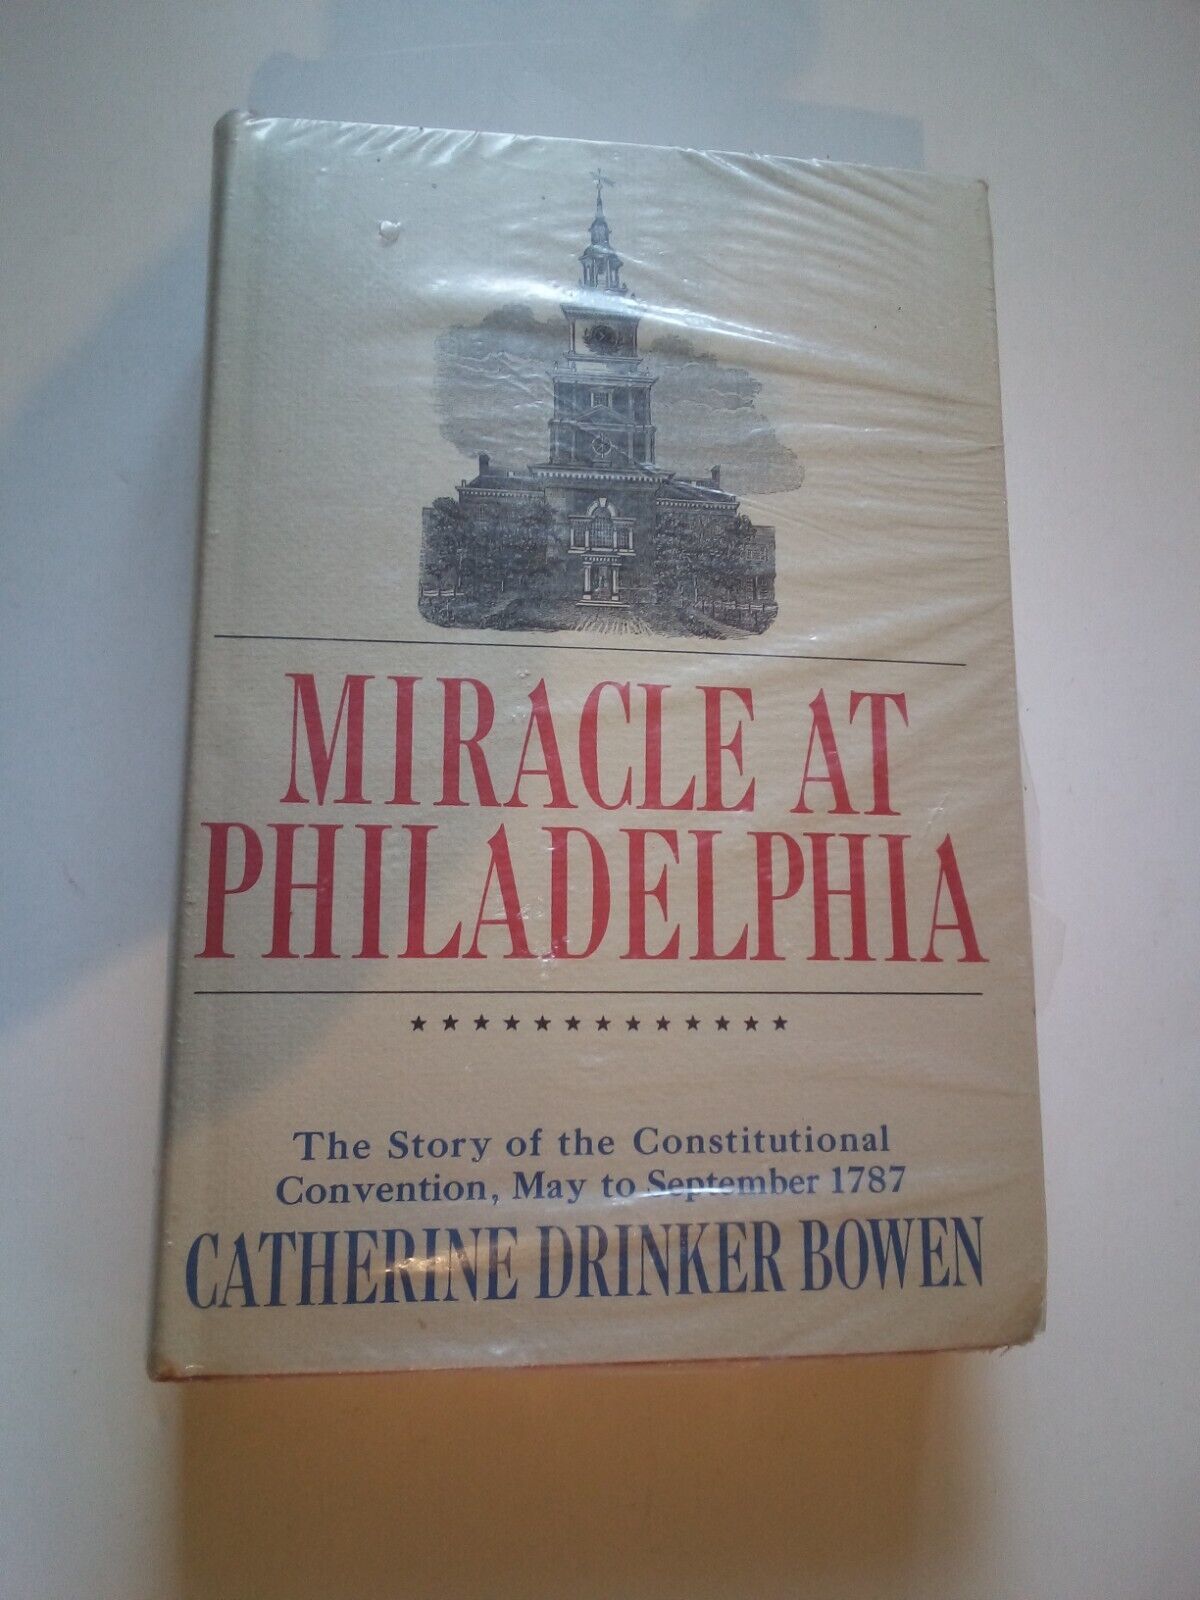 MIRACLE AT
PHILADELPHIA
★★★★★★★★★★★★★
The Story of the Constitutional
Convention, May to September 1787
CATHERINE DRINKER BOWEN